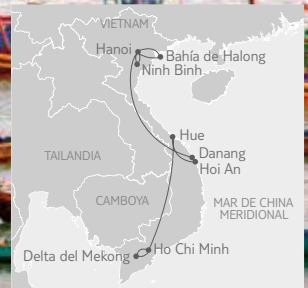 VIETNAM
Hanoi
Bahía de Halong
Ninh Binh
Hue
Danang
Hoi An
TAILANDIA
CAMBOYA
MAR DE CHINA
MERIDIONAL
Ho Chi Minh
Delta del Mekong